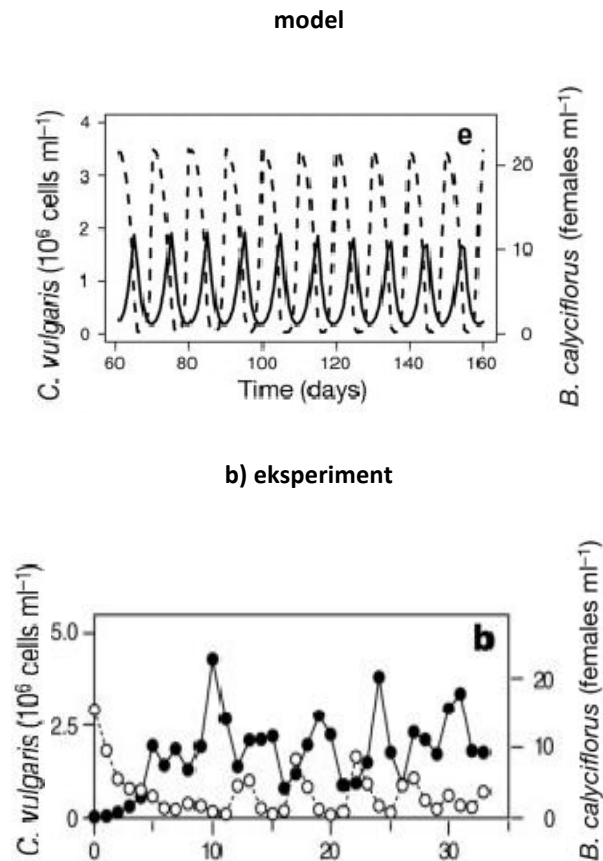 model
e
C. vulgaris (10⁶ cells ml⁻¹)
4
3
2
1
0
20
10
0
B. calyciflorus (females ml⁻¹)
60 80 100 120 140 160
Time (days)
b) eksperiment
b
C. vulgaris (10⁶ cells ml⁻¹)
5.0
2.5
0
20
10
0
B. calyciflorus (females ml⁻¹)
0 10 20 30